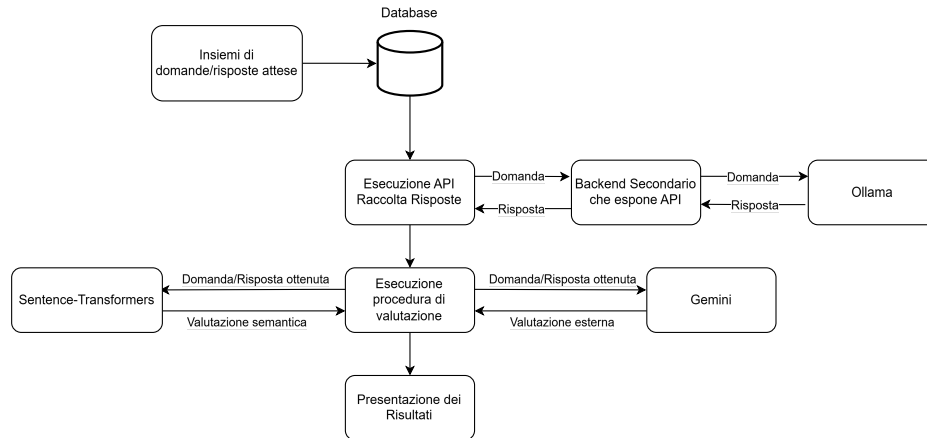 Database
Insiemi di
domande/risposte attese
Esecuzione API
Raccolta Risposte
Domanda
Risposta
Backend Secondario
che espone API
Domanda
Risposta
Ollama
Sentence-Transformers
Domanda/Risposta ottenuta
Valutazione semantica
Esecuzione
procedura di
valutazione
Domanda/Risposta ottenuta
Valutazione esterna
Gemini
Presentazione dei
Risultati